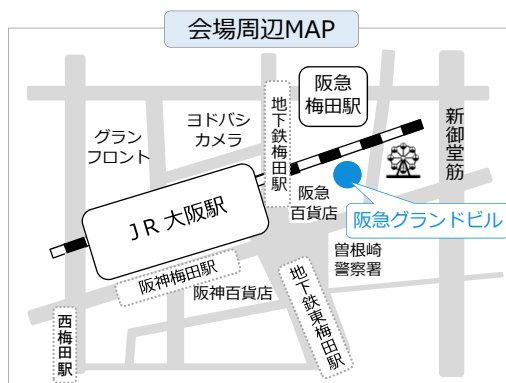 会場周辺MAP
阪急
梅田駅
地下鉄梅田駅
新御堂筋
ヨドバシ
カメラ
グラン
フロント
阪急
百貨店
JR 大阪駅
阪急グランドビル
曽根崎
警察署
阪神梅田駅
阪神百貨店
地下鉄東梅田駅
西梅田駅